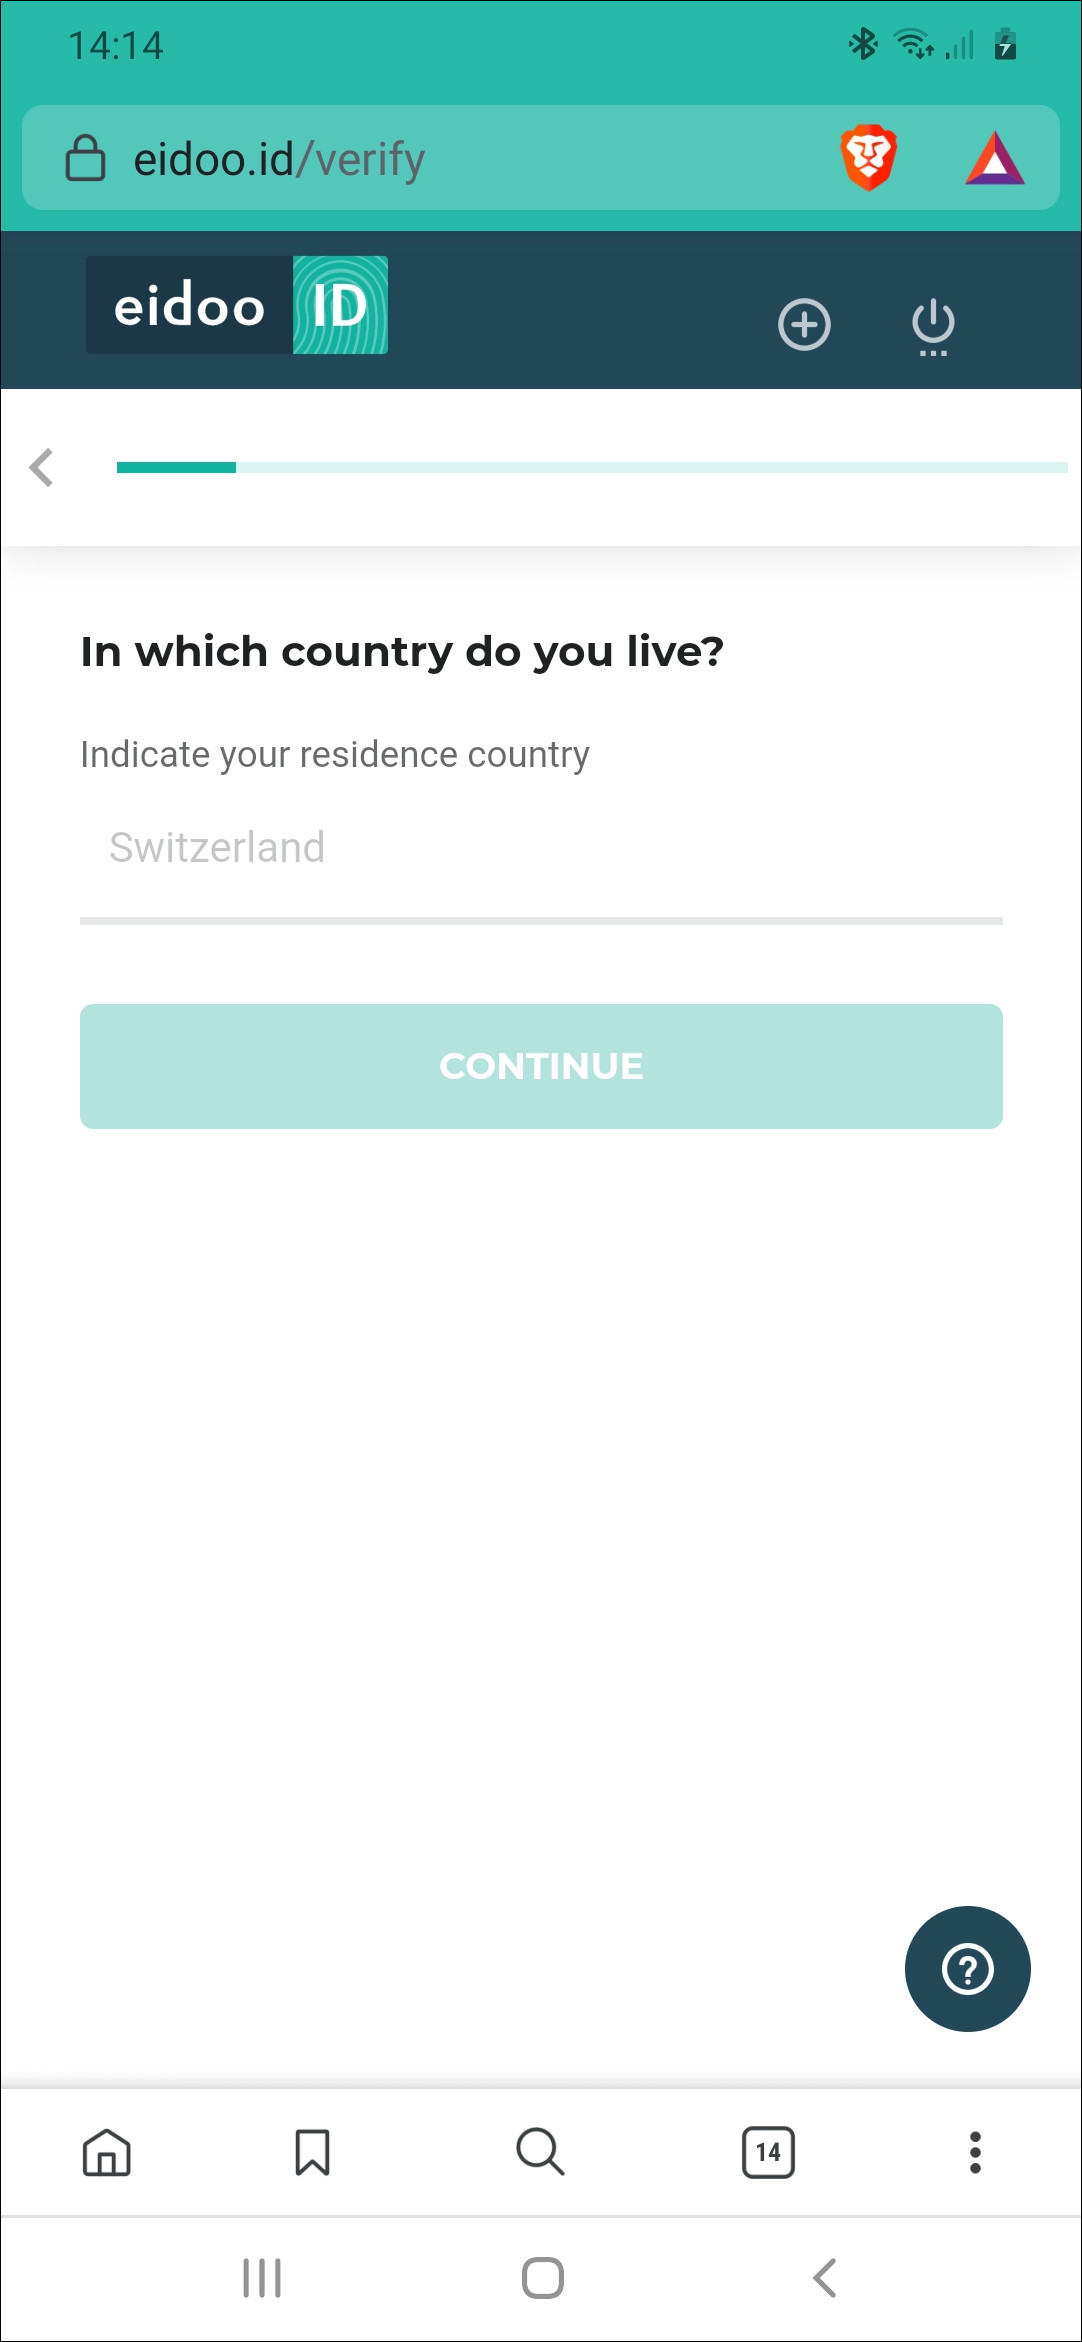 14:14
eidoo.id/verify
eidoo ID
In which country do you live?
Indicate your residence country
Switzerland
CONTINUE
?
14